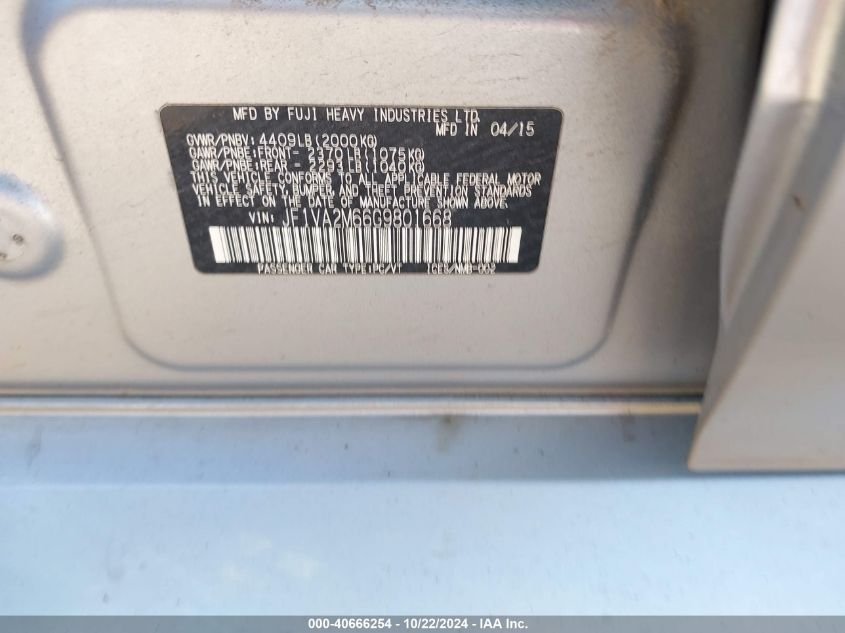 MFD BY FUJI HEAVY INDUSTRIES LTD.
MFD IN 04/15
GVWR/PNBV: 4409LB(2000KG)
GAWR/PNBE:FRONT- 2370LB(1075KG)
GAWR/PNBE:REAR - 2293LB(1040KG)
THIS VEHICLE CONFORMS TO ALL APPLICABLE FEDERAL MOTOR
VEHICLE SAFETY, BUMPER, AND THEFT PREVENTION STANDARDS
IN EFFECT ON THE DATE OF MANUFACTURE SHOWN ABOVE.
VIN: JF1VA2M66G9801668
PASSENGER CAR TYPE:PC/VT ICES/NMB-002
000-40666254 - 10/22/2024 - IAA Inc.